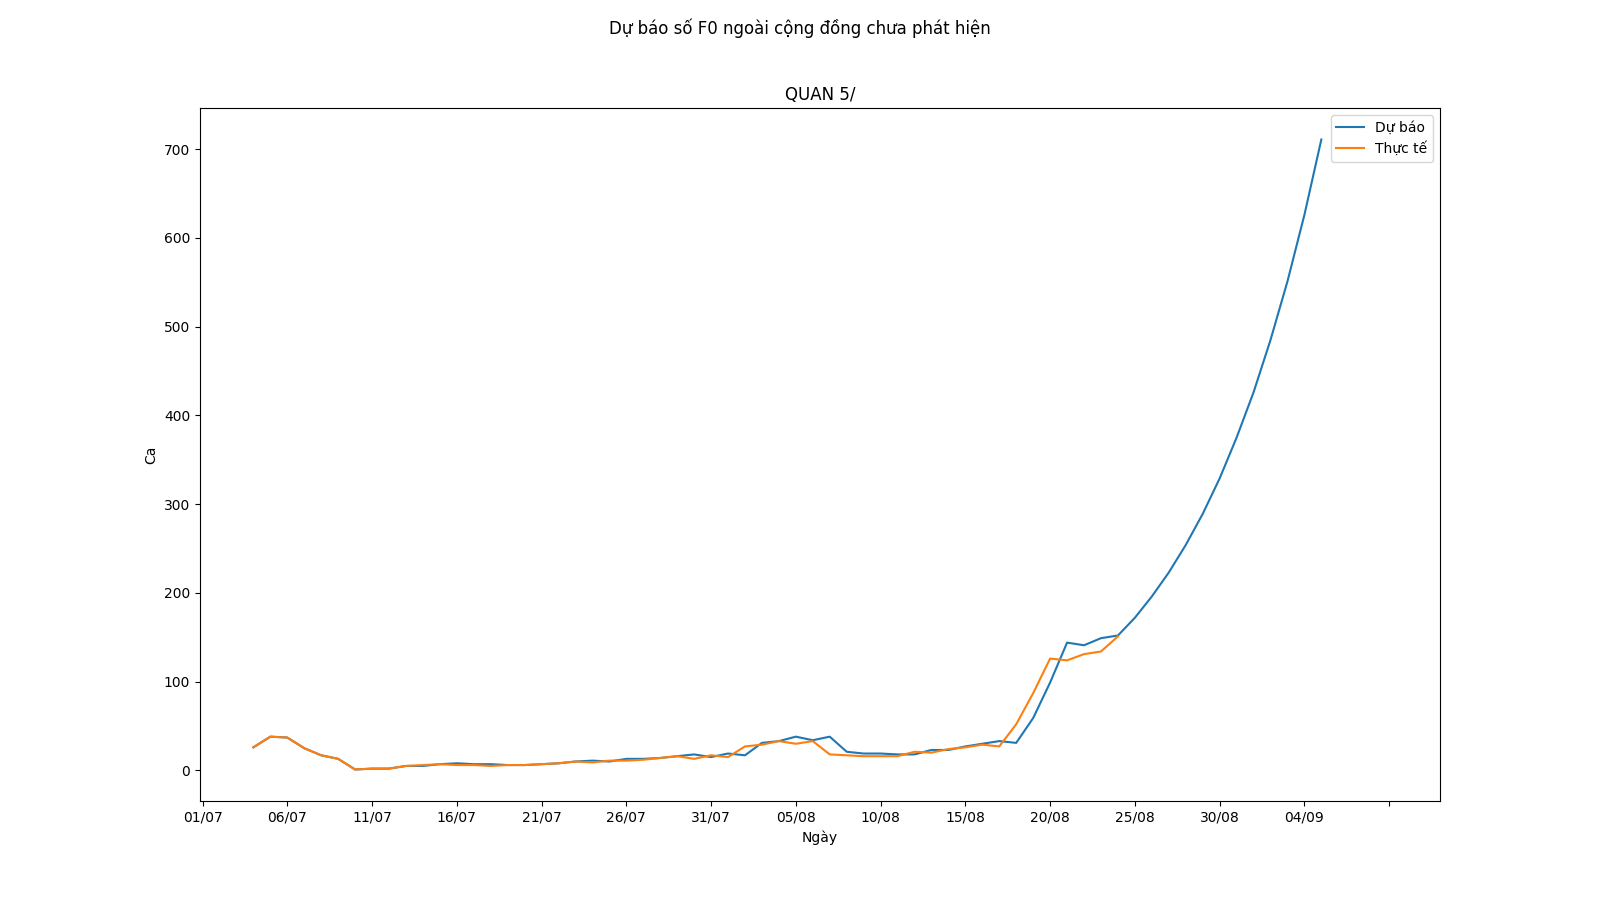 Dự báo số F0 ngoài cộng đồng chưa phát hiện
QUAN 5/
Dự báo
Thực tế
700
600
500
400
300
200
100
0
Ca
01/07 06/07 11/07 16/07 21/07 26/07 31/07 05/08 10/08 15/08 20/08 25/08 30/08 04/09
Ngày